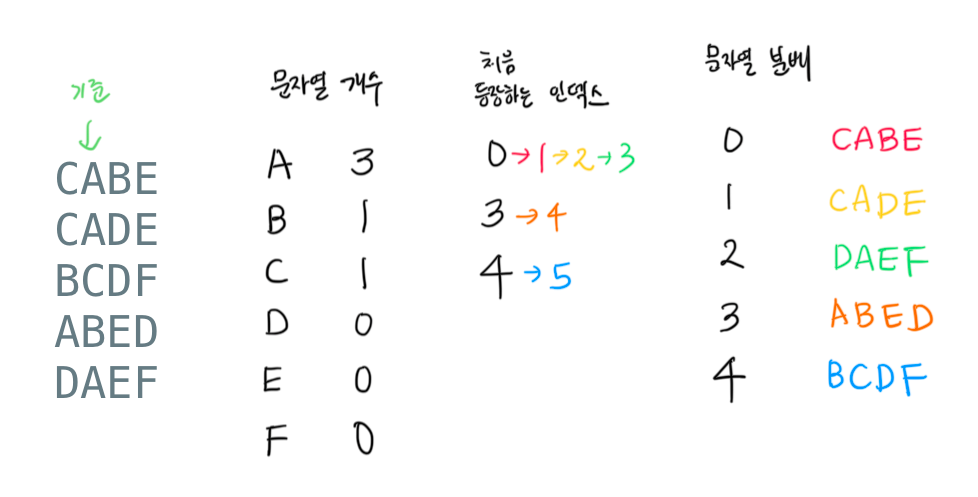 기준
↓
CABE
CADE
BCDF
ABED
DAEF
문자열 개수
A 3
B 1
C 1
D 0
E 0
F 0
처음
등장하는 인덱스
0→1→2→3
3→4
4→5
문자열 분배
0 CABE
1 CADE
2 DAEF
3 ABED
4 BCDF